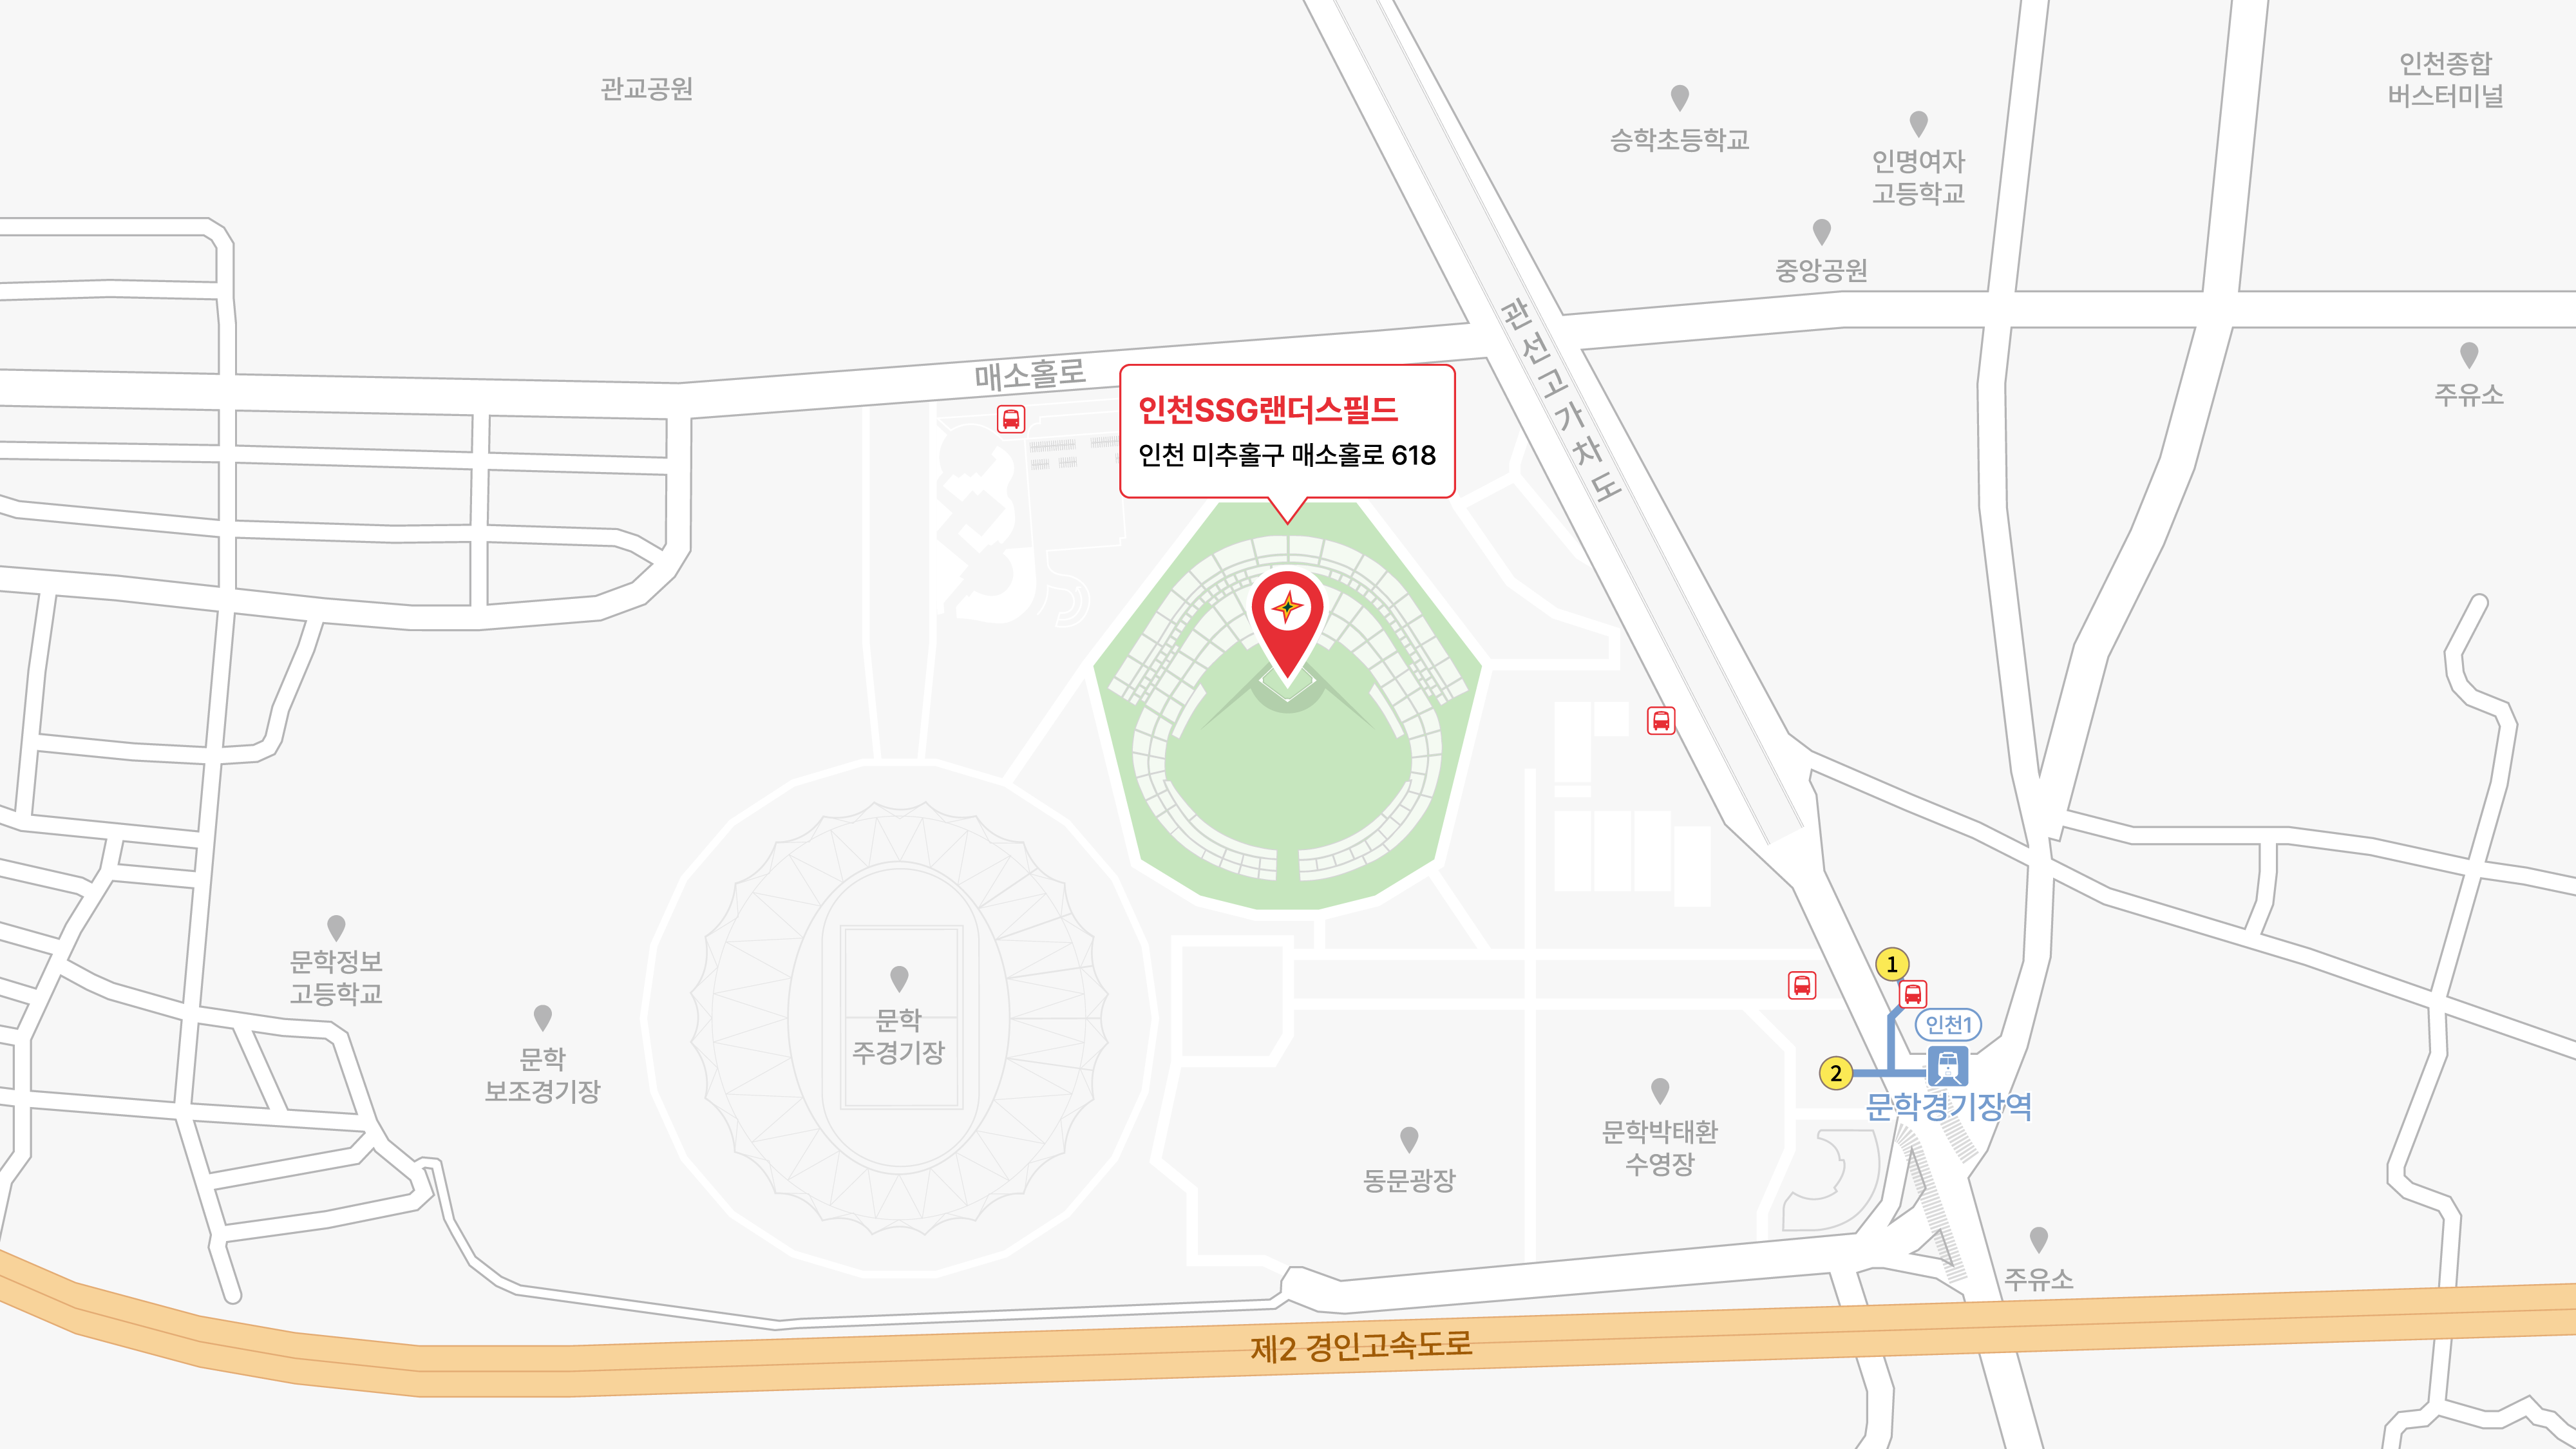 관교공원
승학초등학교
인명여자
고등학교
인천종합
버스터미널
중앙공원
관선고가차도
매소홀로
인천SSG랜더스필드
인천 미추홀구 매소홀로 618
주유소
문학정보
고등학교
문학
보조경기장
문학
주경기장
1
인천1
2
문학경기장역
문학박태환
수영장
동문광장
주유소
제2 경인고속도로